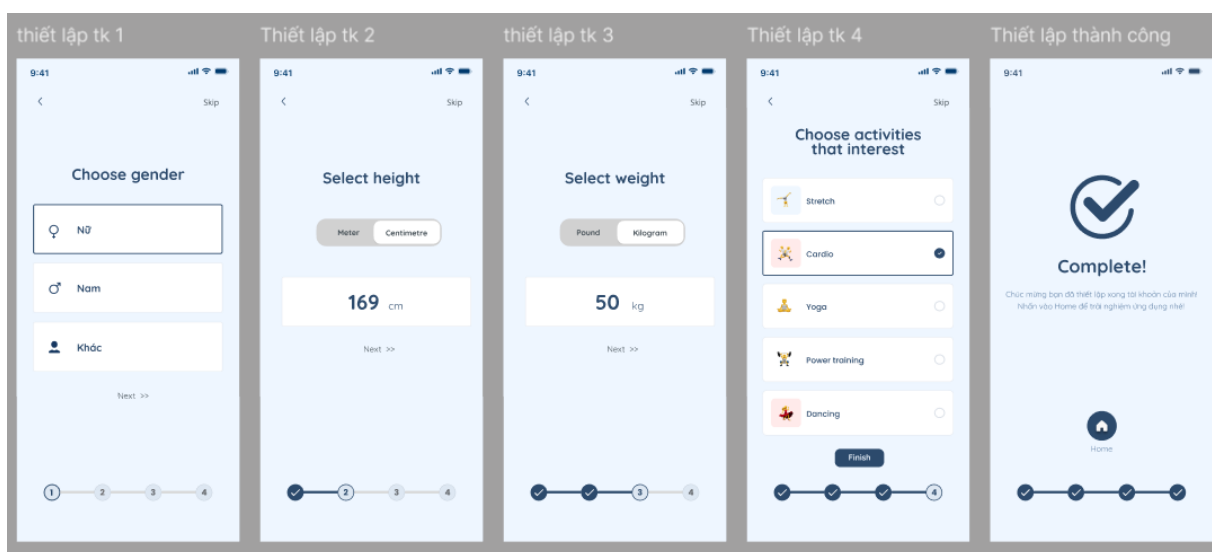 thiết lập tk 1
9:41
Skip
Choose gender
Nữ
Nam
Khác
Next >>
1 2 3 4
Thiết lập tk 2
9:41
Skip
Select height
Meter Centimetre
169 cm
Next >>
2 3 4
thiết lập tk 3
9:41
Skip
Select weight
Pound Kilogram
50 kg
Next >>
3 4
Thiết lập tk 4
9:41
Skip
Choose activities
that interest
Stretch
Cardio
Yoga
Power training
Dancing
Finish
4
Thiết lập thành công
9:41
Complete!
Chúc mừng bạn đã thiết lập xong tài khoản của mình!
Nhấn vào Home để trải nghiệm ứng dụng nhé!
Home